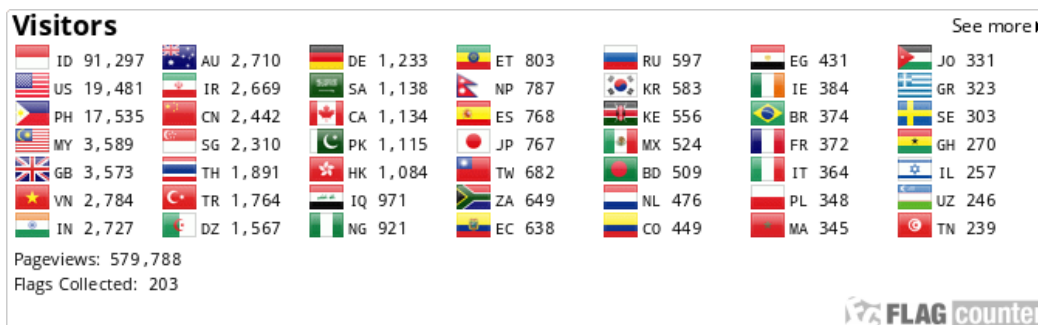 Visitors See more
ID 91,297 AU 2,710 DE 1,233 ET 803 RU 597 EG 431 JO 331
US 19,481 IR 2,669 SA 1,138 NP 787 KR 583 IE 384 GR 323
PH 17,535 CN 2,442 CA 1,134 ES 768 KE 556 BR 374 SE 303
MY 3,589 SG 2,310 PK 1,115 JP 767 MX 524 FR 372 GH 270
GB 3,573 TH 1,891 HK 1,084 TW 682 BD 509 IT 364 IL 257
VN 2,784 TR 1,764 IQ 971 ZA 649 NL 476 PL 348 UZ 246
IN 2,727 DZ 1,567 NG 921 EC 638 CO 449 MA 345 TN 239
Pageviews: 579,788
Flags Collected: 203
FLAG counter